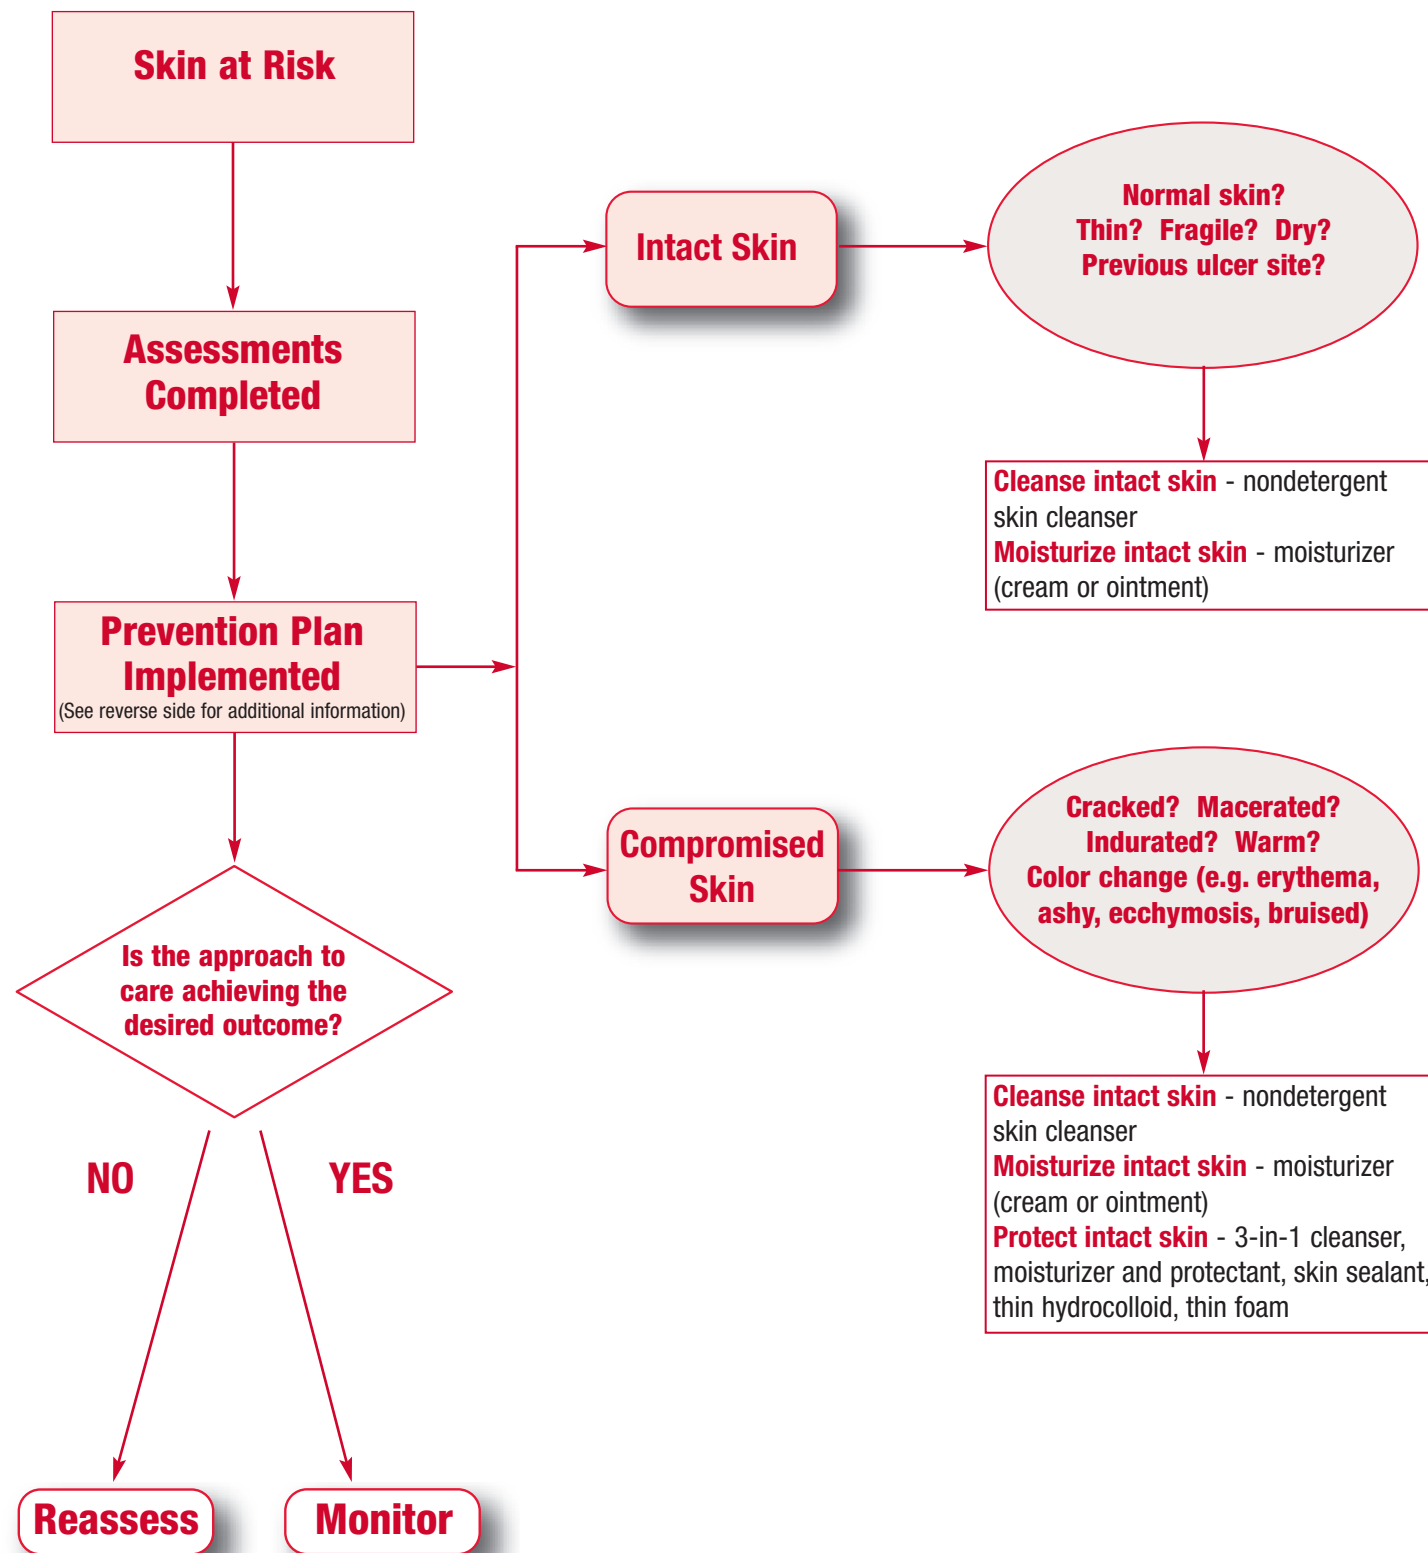 Skin at Risk
Assessments
Completed
Prevention Plan
Implemented
(See reverse side for additional information)
Is the approach to
care achieving the
desired outcome?
NO
YES
Reassess
Monitor
Intact Skin
Normal skin?
Thin? Fragile? Dry?
Previous ulcer site?
Cleanse intact skin - nondetergent
skin cleanser
Moisturize intact skin - moisturizer
(cream or ointment)
Compromised
Skin
Cracked? Macerated?
Indurated? Warm?
Color change (e.g. erythema,
ashy, ecchymosis, bruised)
Cleanse intact skin - nondetergent
skin cleanser
Moisturize intact skin - moisturizer
(cream or ointment)
Protect intact skin - 3-in-1 cleanser,
moisturizer and protectant, skin sealant,
thin hydrocolloid, thin foam